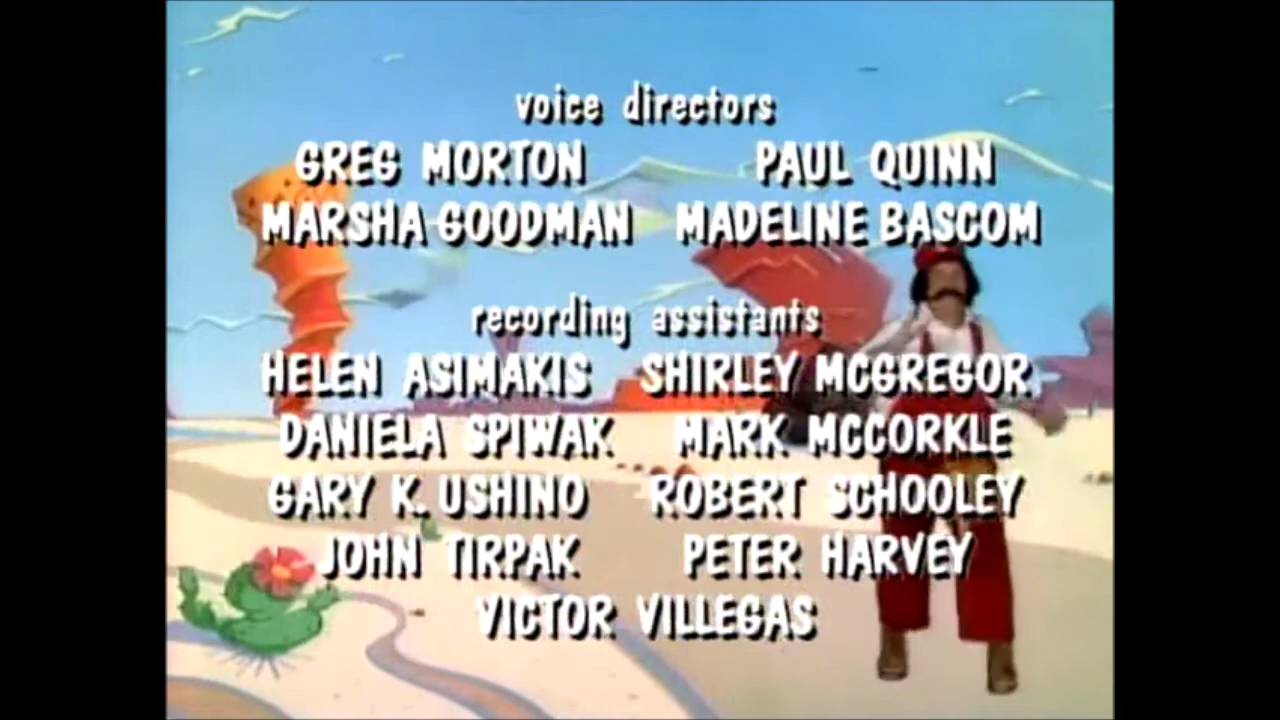 voice directors
GREG MORTON PAUL QUINN
MARSHA GOODMAN MADELINE BASCOM
recording assistants
HELEN ASIMAKIS SHIRLEY MCGREGOR
DANIELA SPIWAK MARK MCCORKLE
GARY K. USHINO ROBERT SCHOOLEY
JOHN TIRPAK PETER HARVEY
VICTOR VILLEGAS